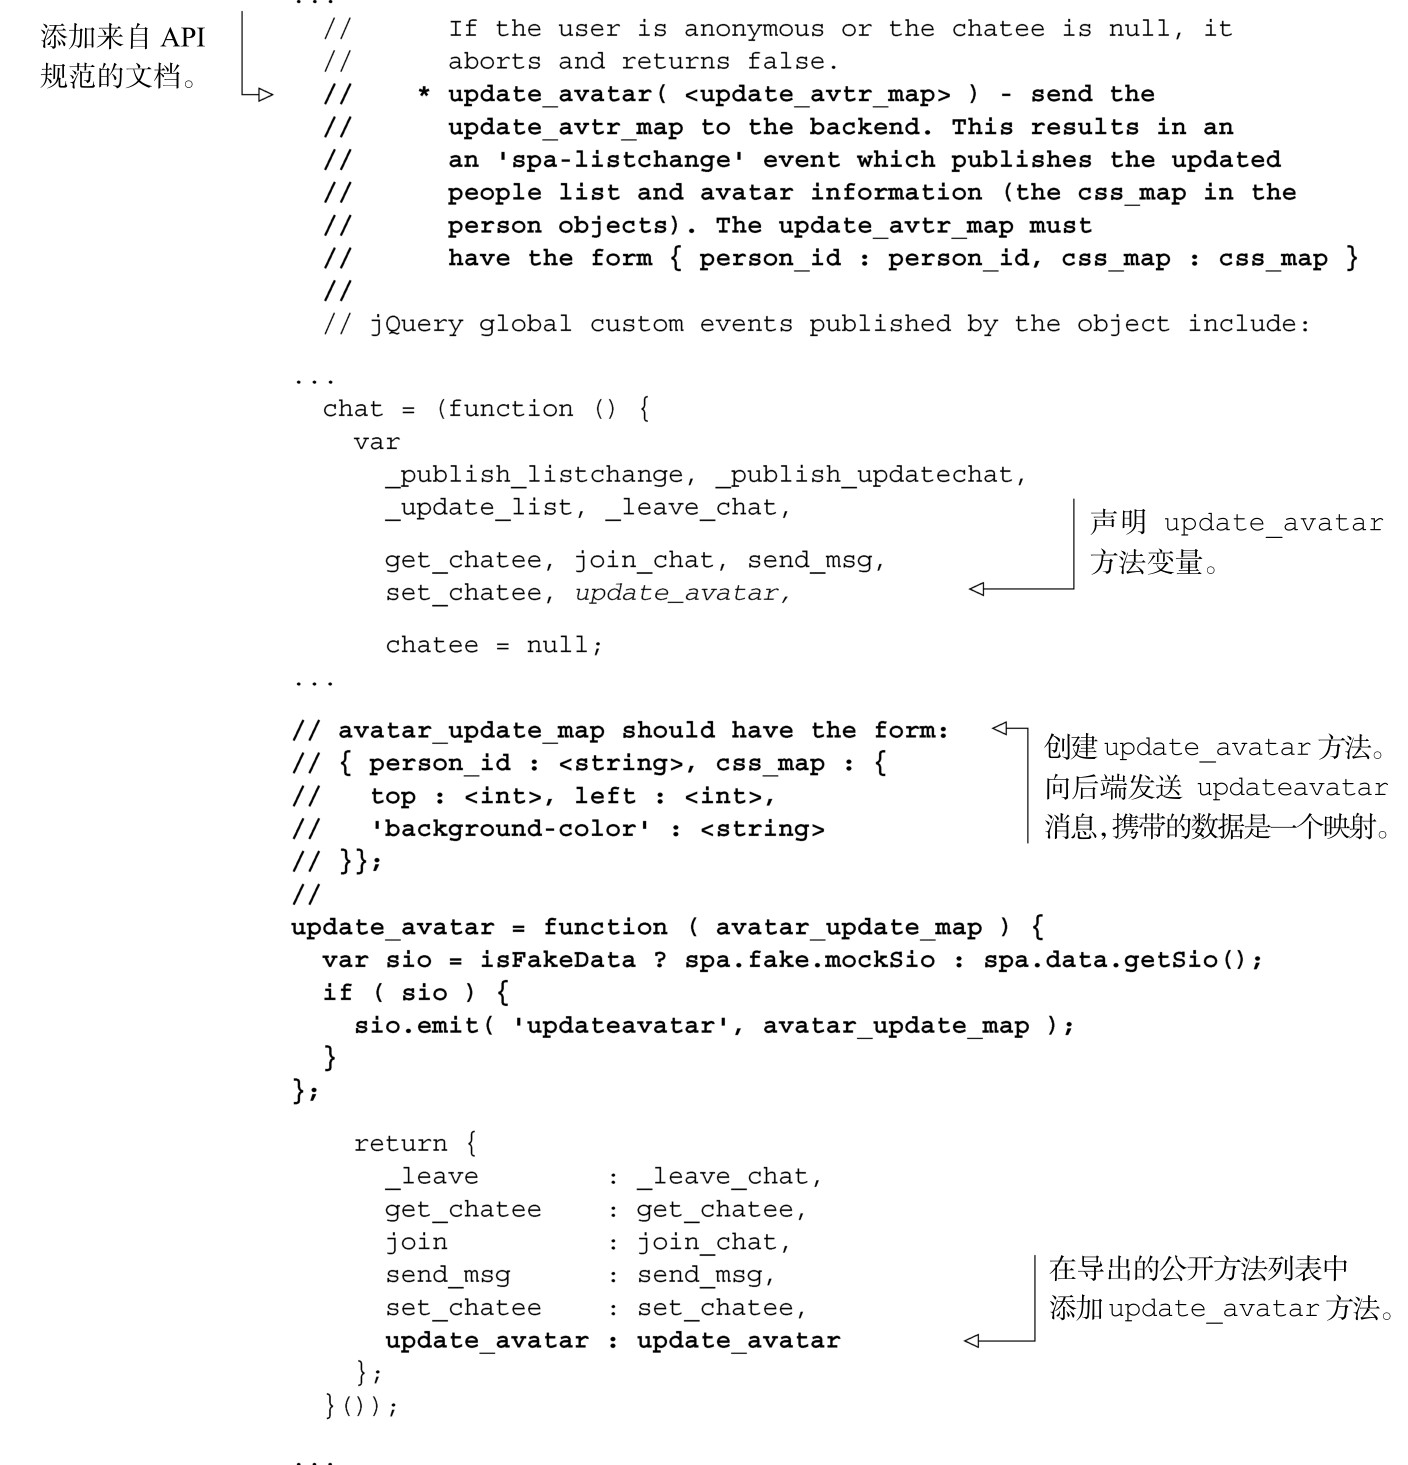 ...
添加来自 API
规范的文档。
//      If the user is anonymous or the chatee is null, it
//      aborts and returns false.
//    * update_avatar( <update_avtr_map> ) - send the
//      update_avtr_map to the backend. This results in an
//      an 'spa-listchange' event which publishes the updated
//      people list and avatar information (the css_map in the
//      person objects). The update_avtr_map must
//      have the form { person_id : person_id, css_map : css_map }
//
// jQuery global custom events published by the object include:
...
chat = (function () {
  var
    _publish_listchange, _publish_updatechat,
    _update_list, _leave_chat,
    get_chatee, join_chat, send_msg,
    set_chatee, update_avatar,
声明 update_avatar
方法变量。
    chatee = null;
...
// avatar_update_map should have the form:
// { person_id : <string>, css_map : {
//   top : <int>, left : <int>,
//   'background-color' : <string>
// }};
//
创建 update_avatar 方法。
向后端发送 updateavatar
消息，携带的数据是一个映射。
update_avatar = function ( avatar_update_map ) {
  var sio = isFakeData ? spa.fake.mockSio : spa.data.getSio();
  if ( sio ) {
    sio.emit( 'updateavatar', avatar_update_map );
  }
};
    return {
      _leave        : _leave_chat,
      get_chatee    : get_chatee,
      join          : join_chat,
      send_msg      : send_msg,
      set_chatee    : set_chatee,
      update_avatar : update_avatar
在导出的公开方法列表中
添加 update_avatar 方法。
    };
  }());
...